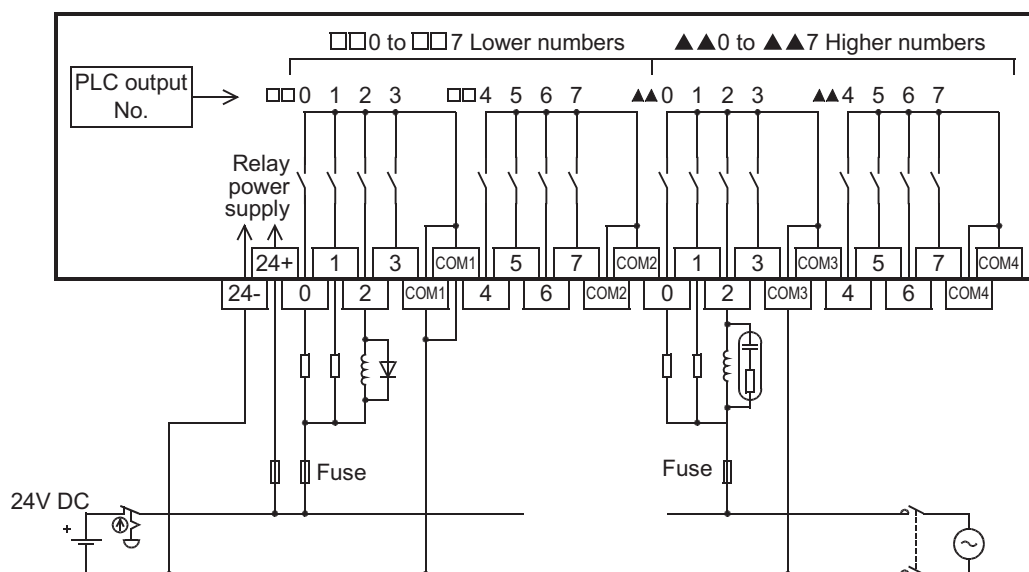 □□0 to □□7 Lower numbers ▲▲0 to ▲▲7 Higher numbers
PLC output
No.
□□0 1 2 3 □□4 5 6 7 ▲▲0 1 2 3 ▲▲4 5 6 7
Relay
power
supply
24+ 1 3 COM1 5 7 COM2 1 3 COM3 5 7 COM4
24- 0 2 COM1 4 6 COM2 0 2 COM3 4 6 COM4
Fuse Fuse
24V DC
+